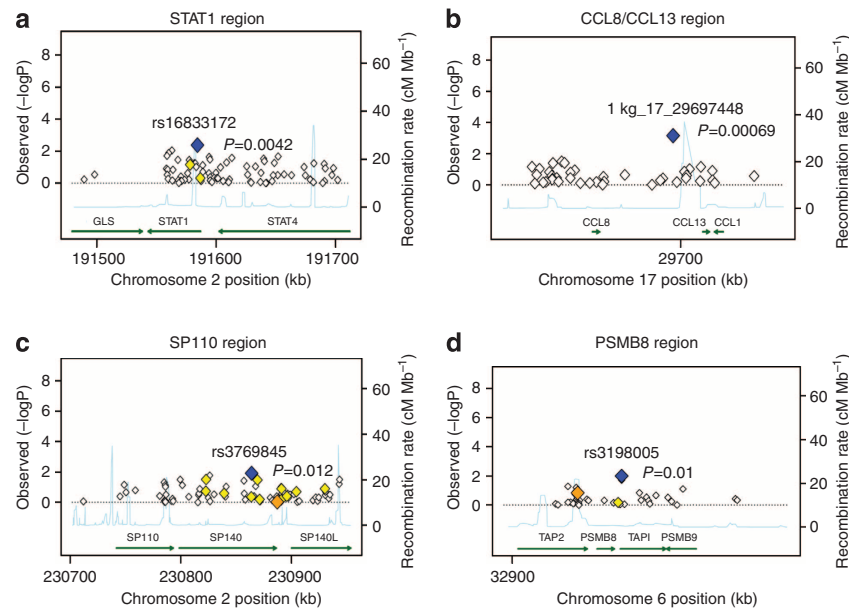 a
STAT1 region
Observed (–logP)
8
6
4
2
0
rs16833172
P=0.0042
60
40
20
0
Recombination rate (cM Mb⁻¹)
GLS
STAT1
STAT4
191500
191600
191700
Chromosome 2 position (kb)
b
CCL8/CCL13 region
Observed (–logP)
8
6
4
2
0
1 kg_17_29697448
P=0.00069
60
40
20
0
Recombination rate (cM Mb⁻¹)
CCL8
CCL13
CCL1
29700
Chromosome 17 position (kb)
c
SP110 region
Observed (–logP)
8
6
4
2
0
rs3769845
P=0.012
60
40
20
0
Recombination rate (cM Mb⁻¹)
SP110
SP140
SP140L
230700
230800
230900
Chromosome 2 position (kb)
d
PSMB8 region
Observed (–logP)
8
6
4
2
0
rs3198005
P=0.01
60
40
20
0
Recombination rate (cM Mb⁻¹)
TAP2
PSMB8
TAPI
PSMB9
32900
Chromosome 6 position (kb)